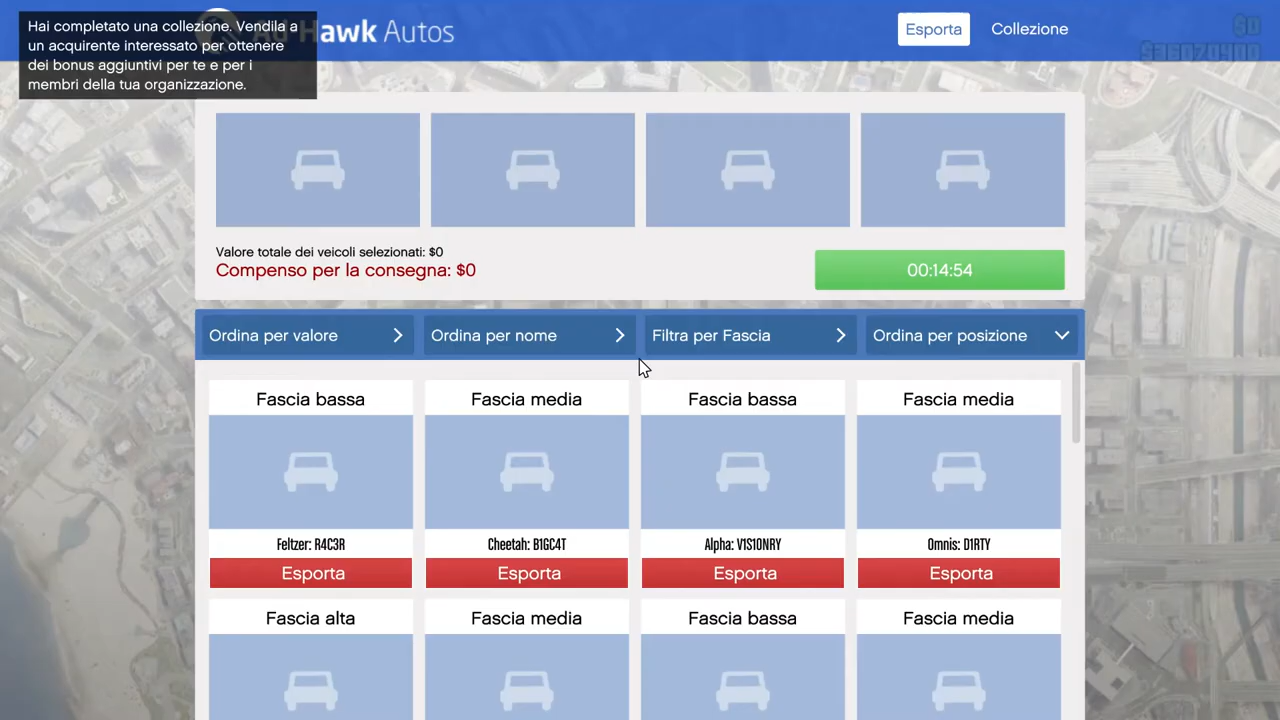 Hai completato una collezione. Vendila a
un acquirente interessato per ottenere
dei bonus aggiuntivi per te e per i
membri della tua organizzazione.
Hawk Autos
Esporta
Collezione
$0
Valore totale dei veicoli selezionati: $0
Compenso per la consegna: $0
00:14:54
Ordina per valore
Ordina per nome
Filtra per Fascia
Ordina per posizione
Fascia bassa
Fascia media
Fascia bassa
Fascia media
Feltzer: R4C3R
Cheetah: B1GC4T
Alpha: V1S10NRY
Omnis: D1RTY
Esporta
Esporta
Esporta
Esporta
Fascia alta
Fascia media
Fascia bassa
Fascia media